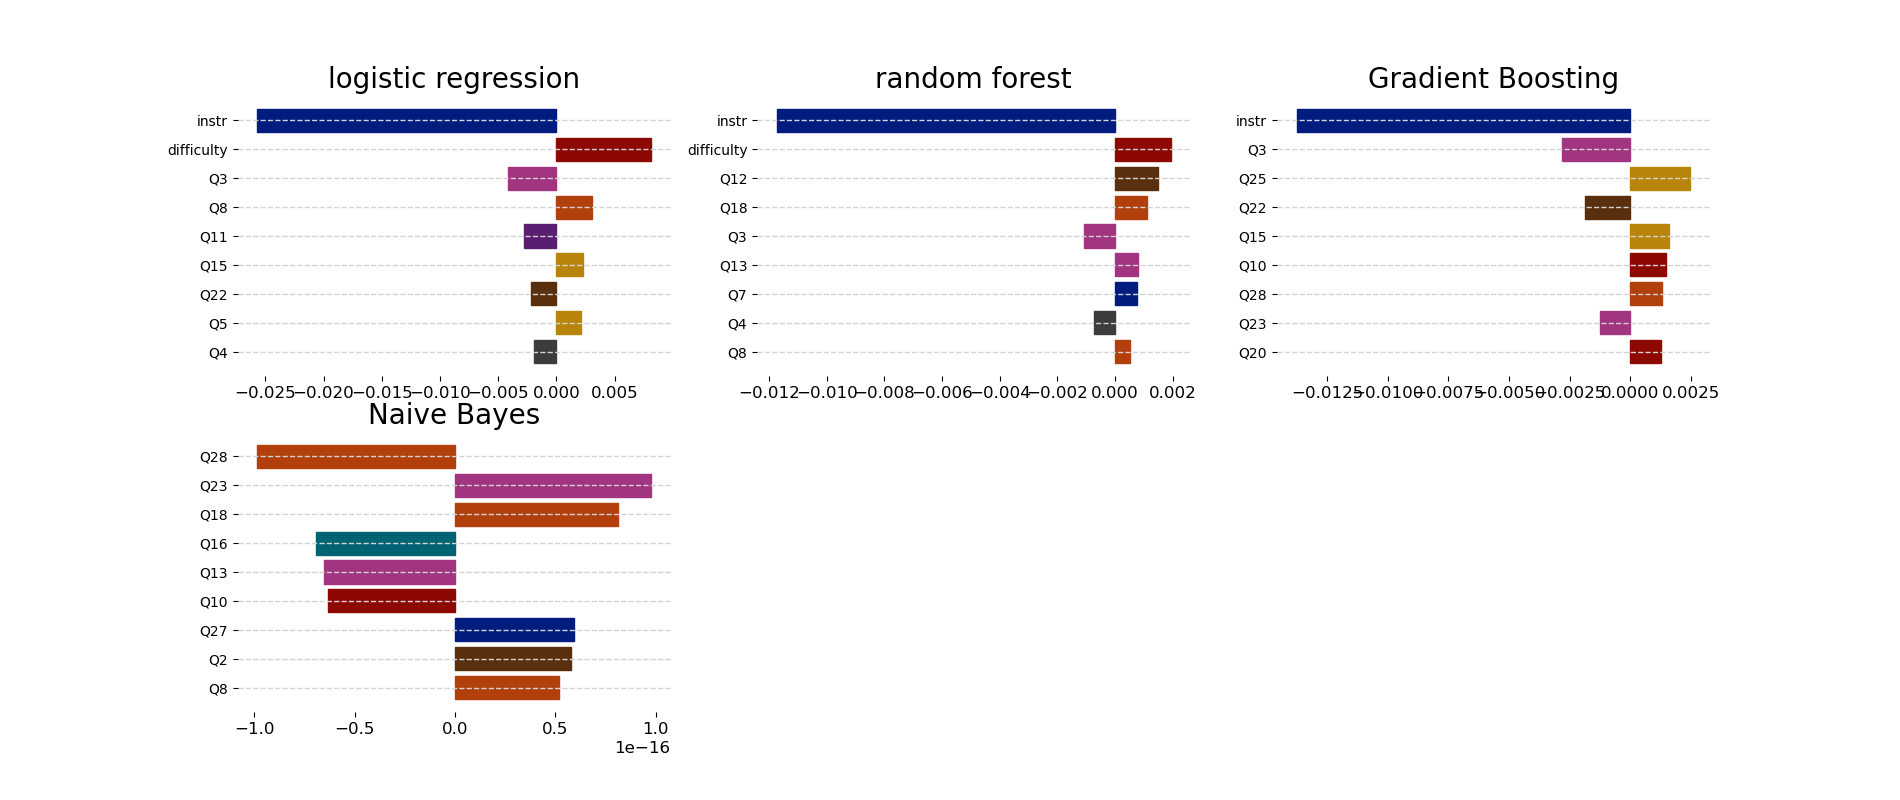 logistic regression
instr
difficulty
Q3
Q8
Q11
Q15
Q22
Q5
Q4
−0.025 −0.020 −0.015 −0.010 −0.005 0.000 0.005
random forest
instr
difficulty
Q12
Q18
Q3
Q13
Q7
Q4
Q8
−0.012 −0.010 −0.008 −0.006 −0.004 −0.002 0.000 0.002
Gradient Boosting
instr
Q3
Q25
Q22
Q15
Q10
Q28
Q23
Q20
−0.0125 −0.0100 −0.0075 −0.0050 −0.0025 0.0000 0.0025
Naive Bayes
Q28
Q23
Q18
Q16
Q13
Q10
Q27
Q2
Q8
−1.0 −0.5 0.0 0.5 1.0
1e−16